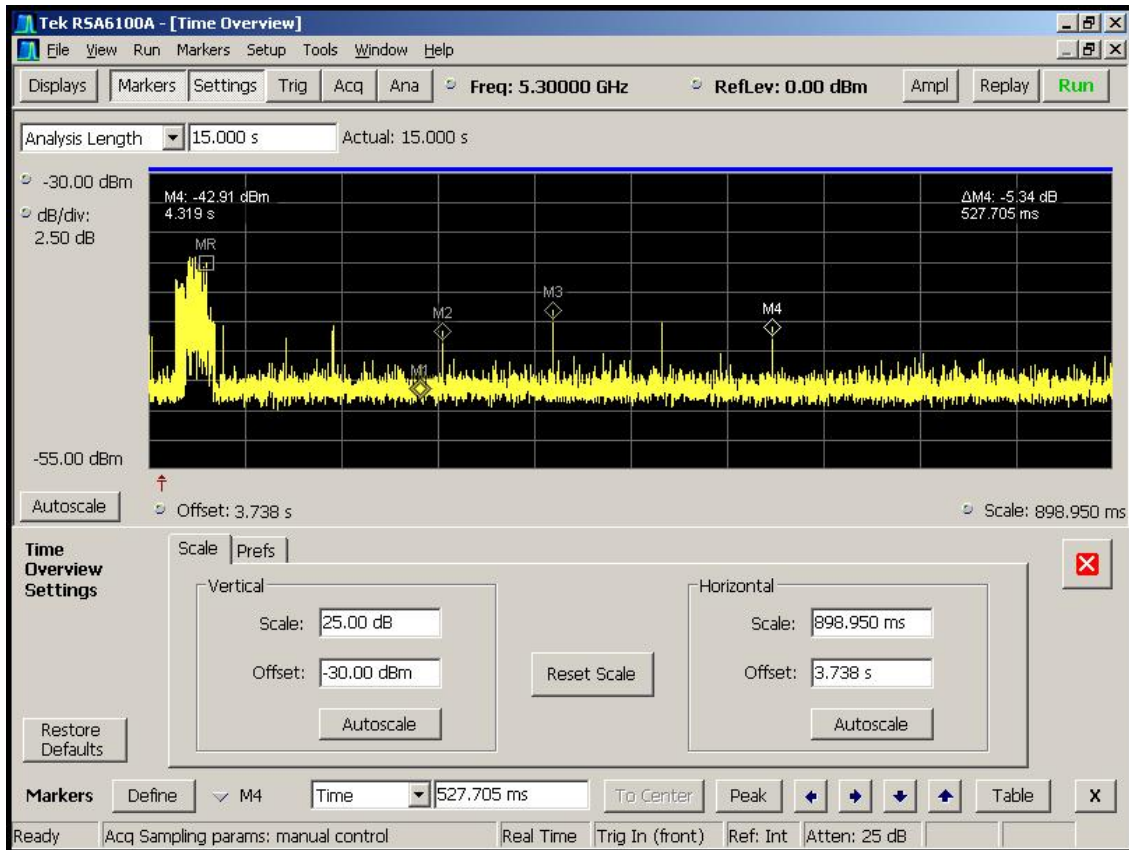 Tek RSA6100A - [Time Overview]
File View Run Markers Setup Tools Window Help
Displays Markers Settings Trig Acq Ana Freq: 5.30000 GHz RefLev: 0.00 dBm Ampl Replay Run
Analysis Length 15.000 s Actual: 15.000 s
-30.00 dBm
dB/div:
2.50 dB
M4: -42.91 dBm
4.319 s
ΔM4: -5.34 dB
527.705 ms
MR
M3
M2
M4
M1
-55.00 dBm
Autoscale
Offset: 3.738 s
Scale: 898.950 ms
Time
Overview
Settings
Scale Prefs
Vertical
Scale: 25.00 dB
Offset: -30.00 dBm
Autoscale
Reset Scale
Horizontal
Scale: 898.950 ms
Offset: 3.738 s
Autoscale
Restore
Defaults
Markers Define M4 Time 527.705 ms To Center Peak Table X
Ready Acq Sampling params: manual control Real Time Trig In (front) Ref: Int Atten: 25 dB